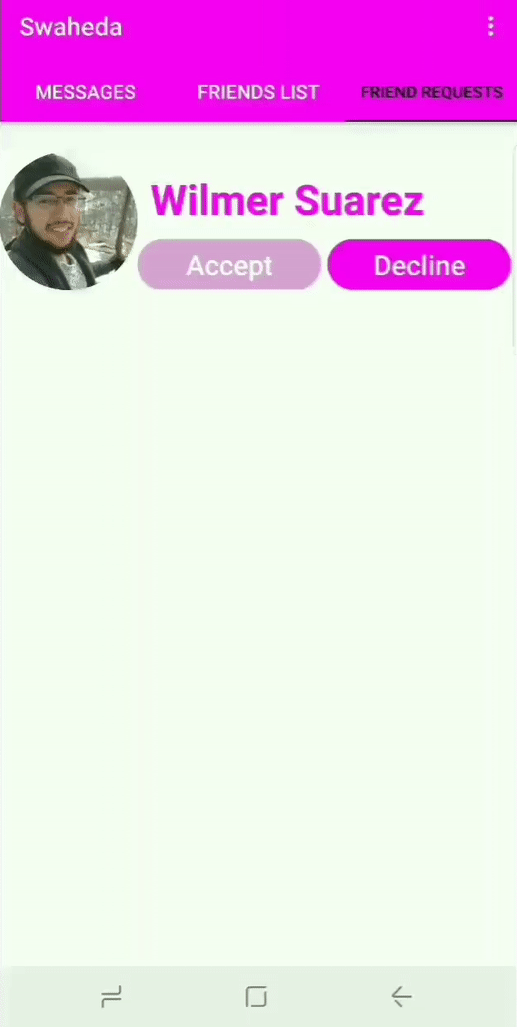 Swaheda
MESSAGES FRIENDS LIST FRIEND REQUESTS
Wilmer Suarez
Accept Decline